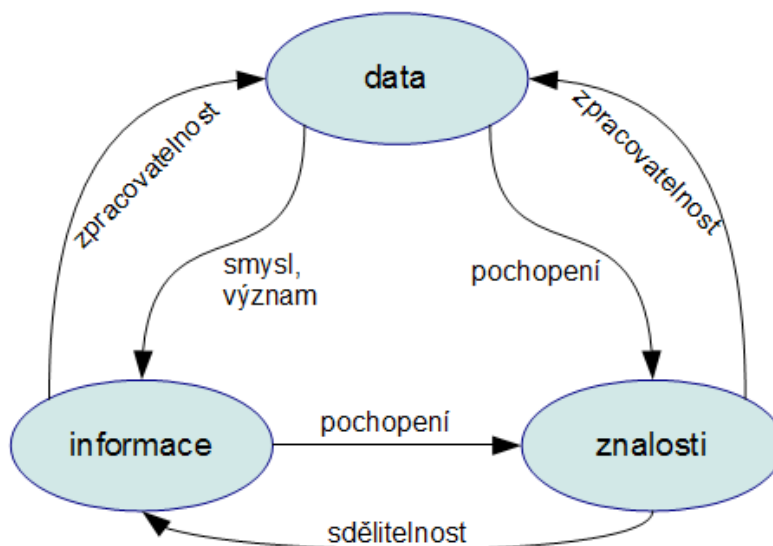 data
zpracovatelnost
zpracovatelnost
smysl,
význam
pochopení
informace
pochopení
znalosti
sdělitelnost